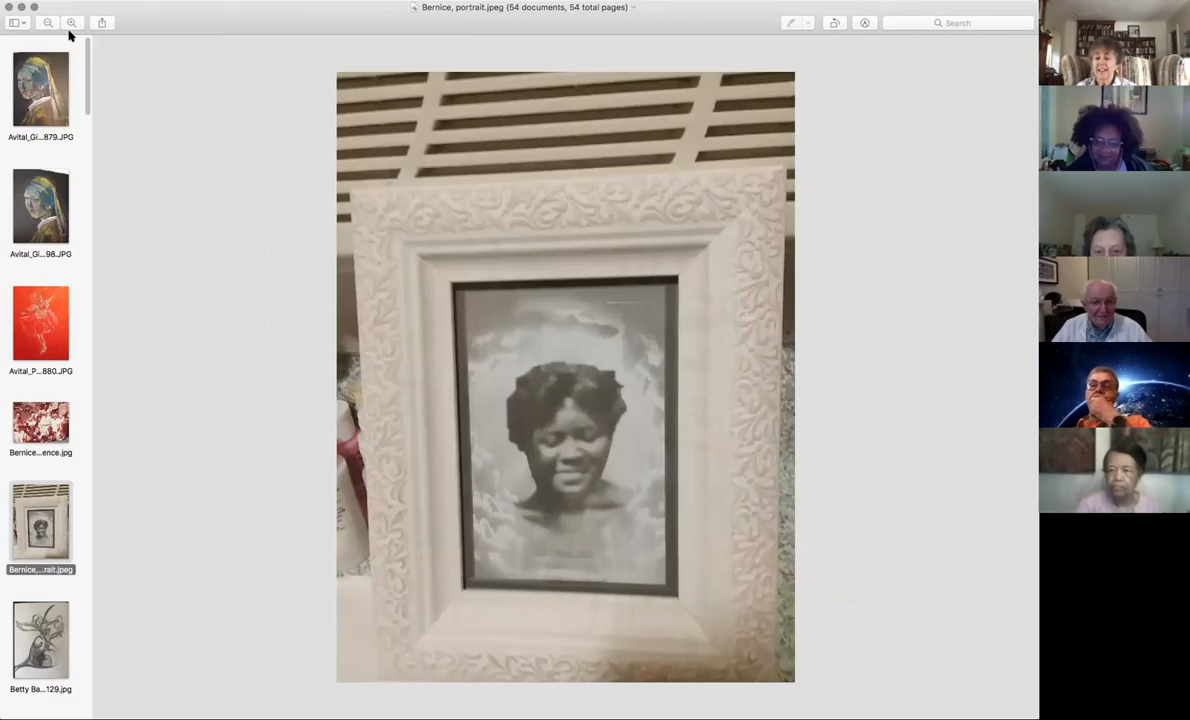 Bernice, portrait.jpeg (54 documents, 54 total pages)
Search
Avital_Gi...879.JPG
Avital_Gi...98.JPG
Avital_P...880.JPG
Bernice...ence.jpg
Bernice,...rait.jpeg
Betty Ba...129.jpg